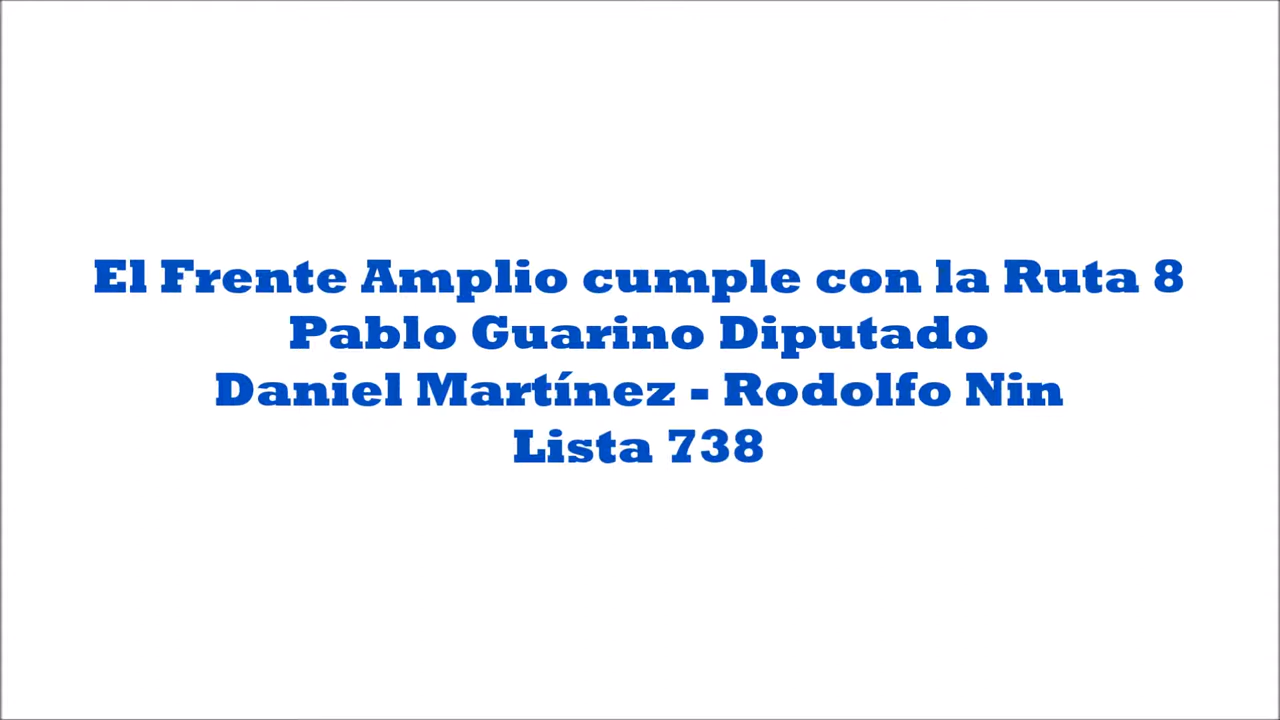 El Frente Amplio cumple con la Ruta 8
Pablo Guarino Diputado
Daniel Martínez - Rodolfo Nin
Lista 738